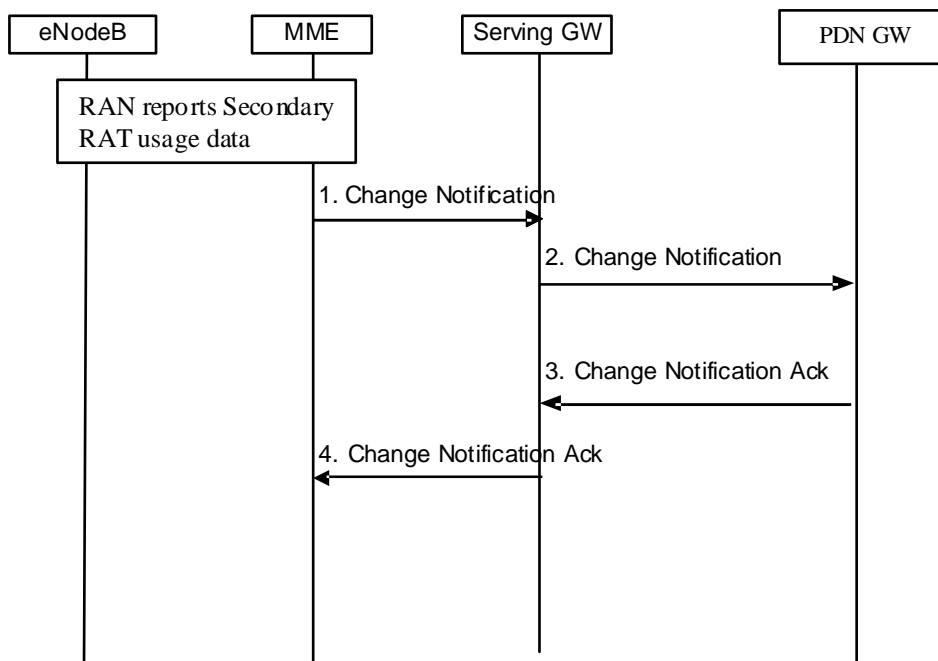 eNodeB
MME
Serving GW
PDN GW
RAN reports Secondary
RAT usage data
1. Change Notification
2. Change Notification
3. Change Notification Ack
4. Change Notification Ack